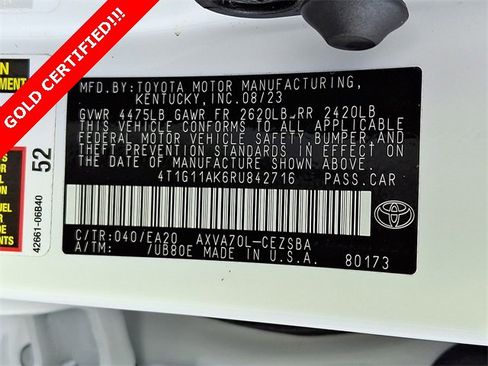 GOLD CERTIFIED!!!
MFD.BY:TOYOTA MOTOR MANUFACTURING,
KENTUCKY,INC.08/23
GVWR 4475LB GAWR FR 2620LB RR 2420LB
THIS VEHICLE CONFORMS TO ALL APPLICABLE
FEDERAL MOTOR VEHICLE SAFETY, BUMPER, AND
THEFT PREVENTION STANDARDS IN EFFECT ON
THE DATE OF MANUFACTURE SHOWN ABOVE.
4T1G11AK6RU842716 PASS.CAR
C/TR:040/EA20 AXVA70L-CEZSBA
A/TM: /UB80E MADE IN U.S.A.
80173
52
42661-06B40